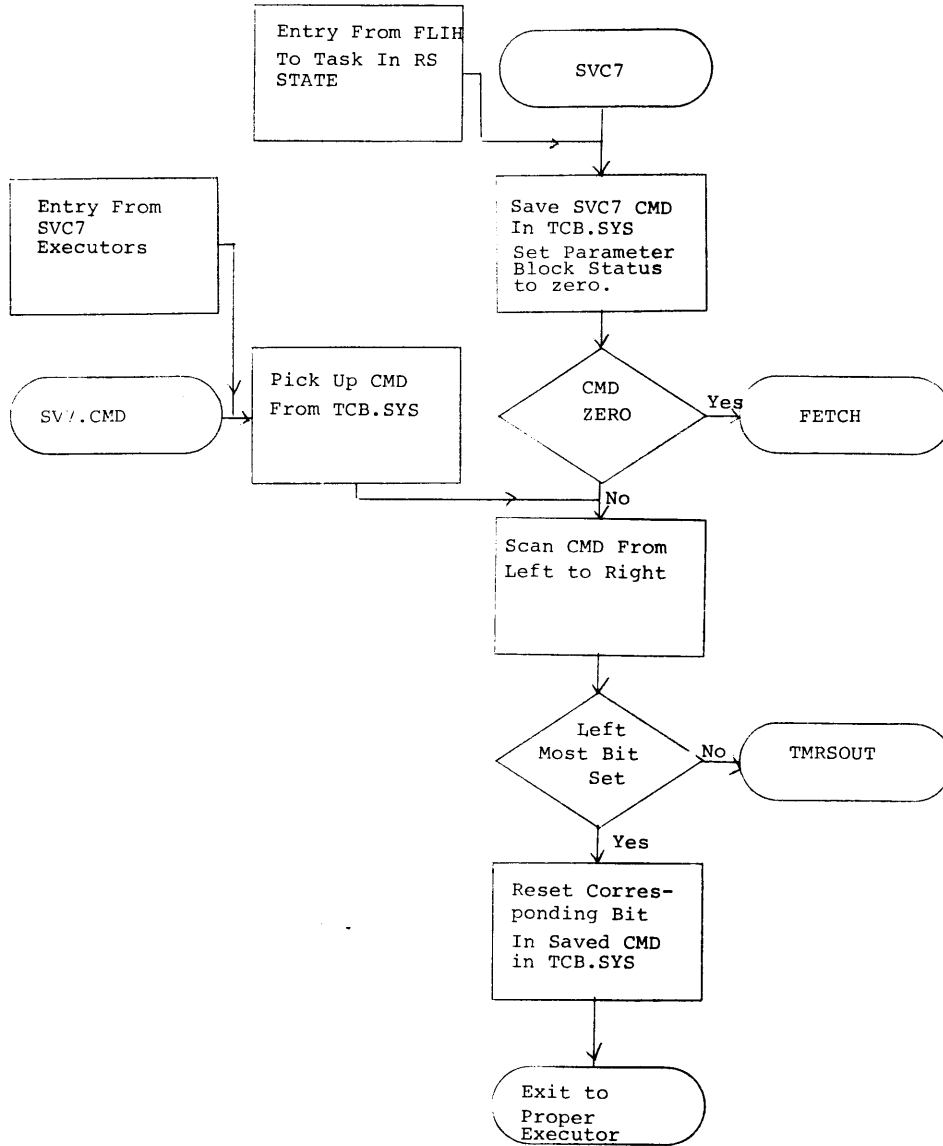 Entry From FLIH
To Task In RS
STATE
SVC7
Entry From
SVC7
Executors
Save SVC7 CMD
In TCB.SYS
Set Parameter
Block Status
to zero.
SV7.CMD
Pick Up CMD
From TCB.SYS
CMD
ZERO
Yes
FETCH
No
Scan CMD From
Left to Right
Left
Most Bit
Set
No
TMRSOUT
Yes
Reset Corres-
ponding Bit
In Saved CMD
in TCB.SYS
Exit to
Proper
Executor